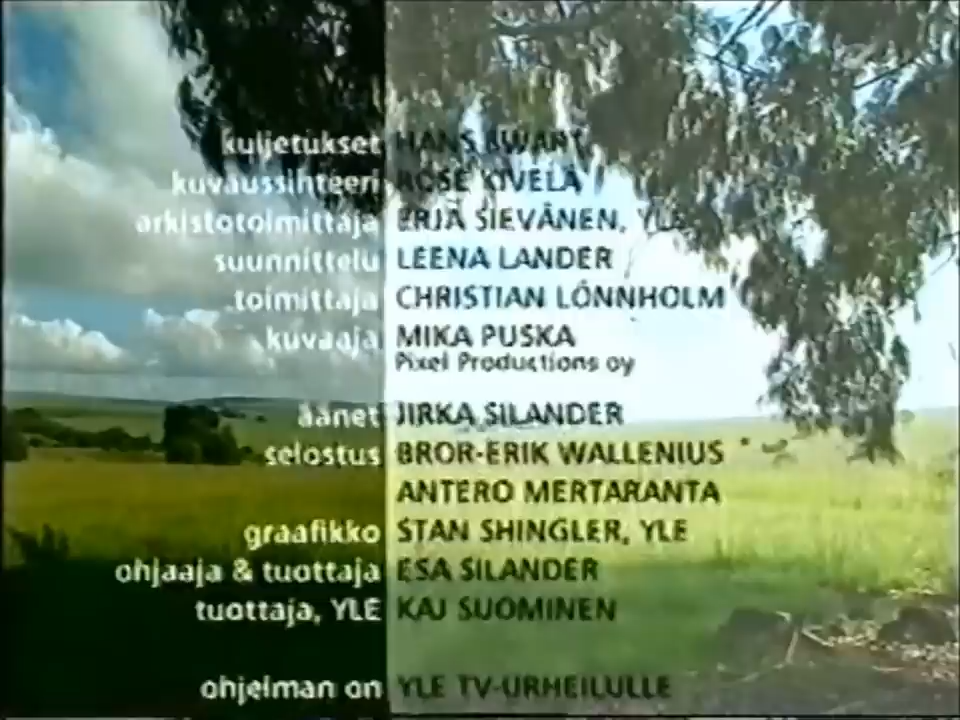 kuljetukset HANS EWART
kuvaussihteeri ROSE KIVELÄ
arkistotoimittaja ERJA SIEVÄNEN, YLE
suunnittelu LEENA LANDER
toimittaja CHRISTIAN LÖNNHOLM
kuvaaja MIKA PUSKA
Pixel Productions oy
äänet JIRKA SILANDER
selostus BROR-ERIK WALLENIUS
ANTERO MERTARANTA
graafikko STAN SHINGLER, YLE
ohjaaja & tuottaja ESA SILANDER
tuottaja, YLE KAJ SUOMINEN
ohjelman on YLE TV-URHEILULLE